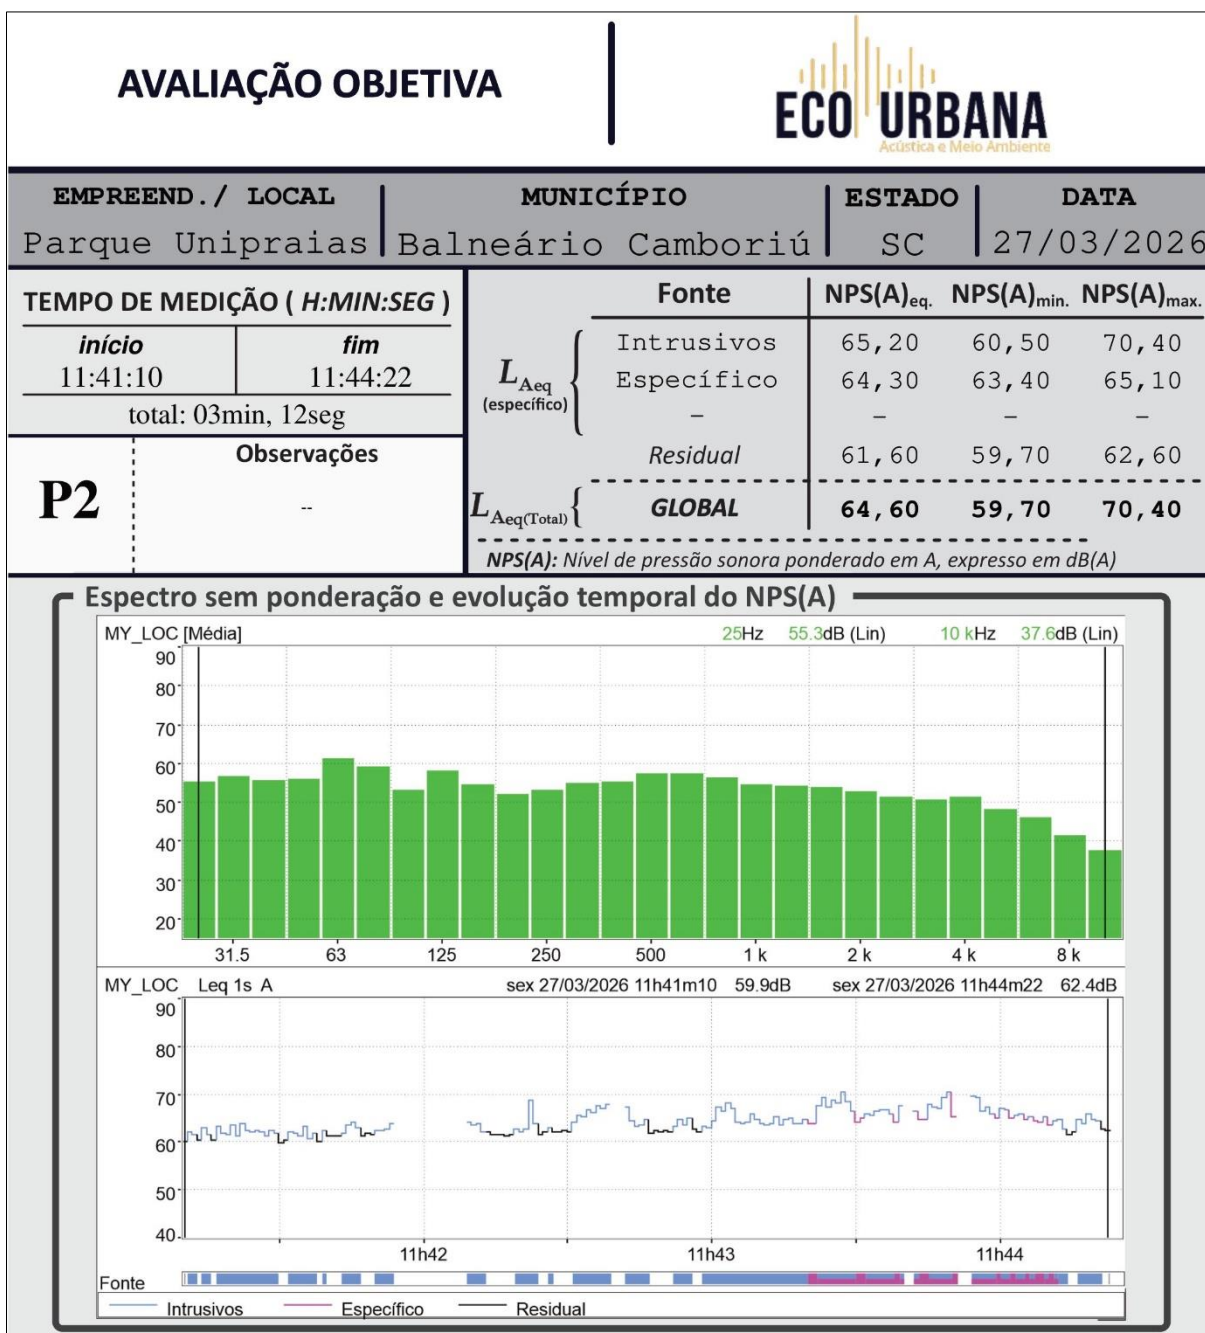 AVALIAÇÃO OBJETIVA
ECO URBANA
Acústica e Meio Ambiente
EMPREEND./ LOCAL
MUNICÍPIO
ESTADO
DATA
Parque Unipraias
Balneário Camboriú
SC
27/03/2026
TEMPO DE MEDIÇÃO ( H:MIN:SEG )
início
fim
11:41:10
11:44:22
total: 03min, 12seg
P2
Observações
--
Fonte NPS(A)eq. NPS(A)min. NPS(A)max.
LAeq (específico)
Intrusivos 65,20 60,50 70,40
Específico 64,30 63,40 65,10
– – – –
Residual 61,60 59,70 62,60
LAeq(Total) GLOBAL 64,60 59,70 70,40
NPS(A): Nível de pressão sonora ponderado em A, expresso em dB(A)
Espectro sem ponderação e evolução temporal do NPS(A)
MY_LOC [Média] 25Hz 55.3dB (Lin) 10 kHz 37.6dB (Lin)
90
80
70
60
50
40
30
20
31.5 63 125 250 500 1 k 2 k 4 k 8 k
MY_LOC Leq 1s A sex 27/03/2026 11h41m10 59.9dB sex 27/03/2026 11h44m22 62.4dB
90
80
70
60
50
40
11h42 11h43 11h44
Fonte
Intrusivos Específico Residual